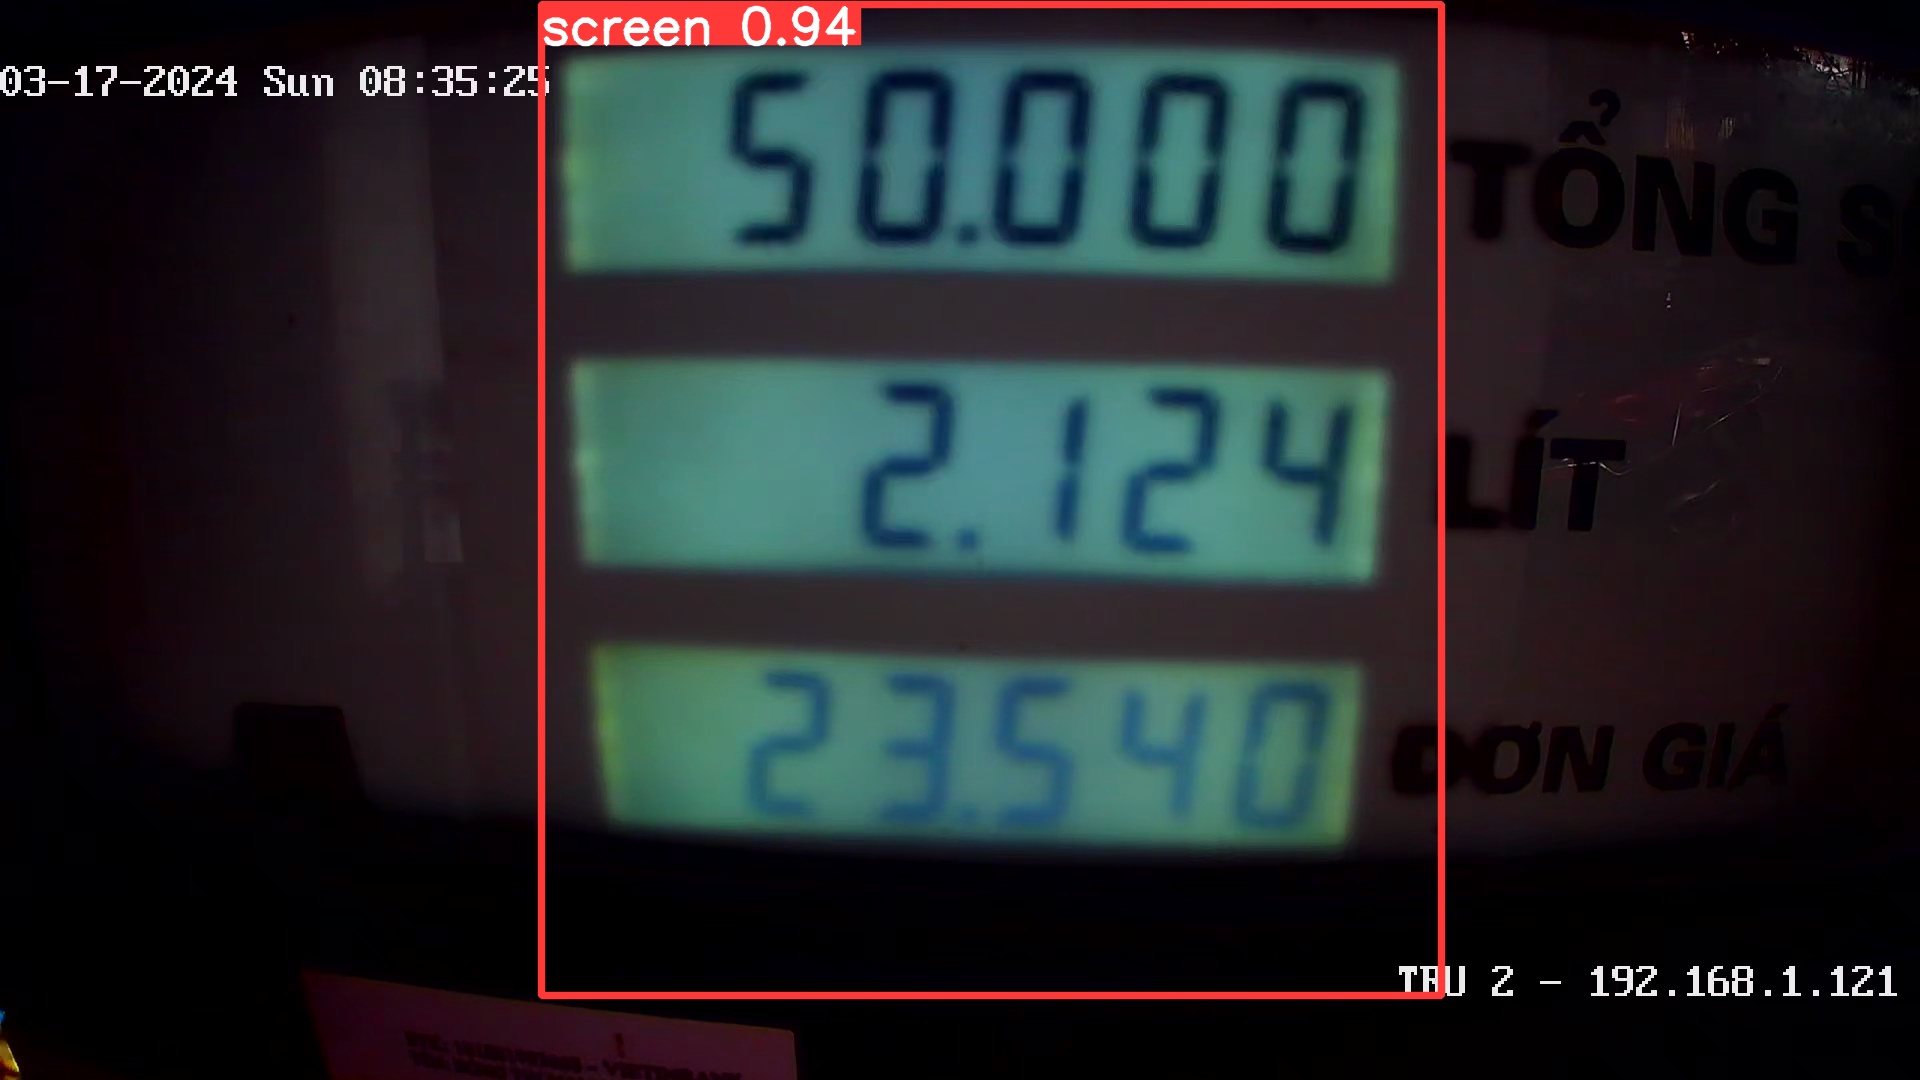 screen 0.94
03-17-2024 Sun 08:35:25
50.000
TỔNG S
2.124
LÍT
23.540
ĐƠN GIÁ
TRU 2 - 192.168.1.121